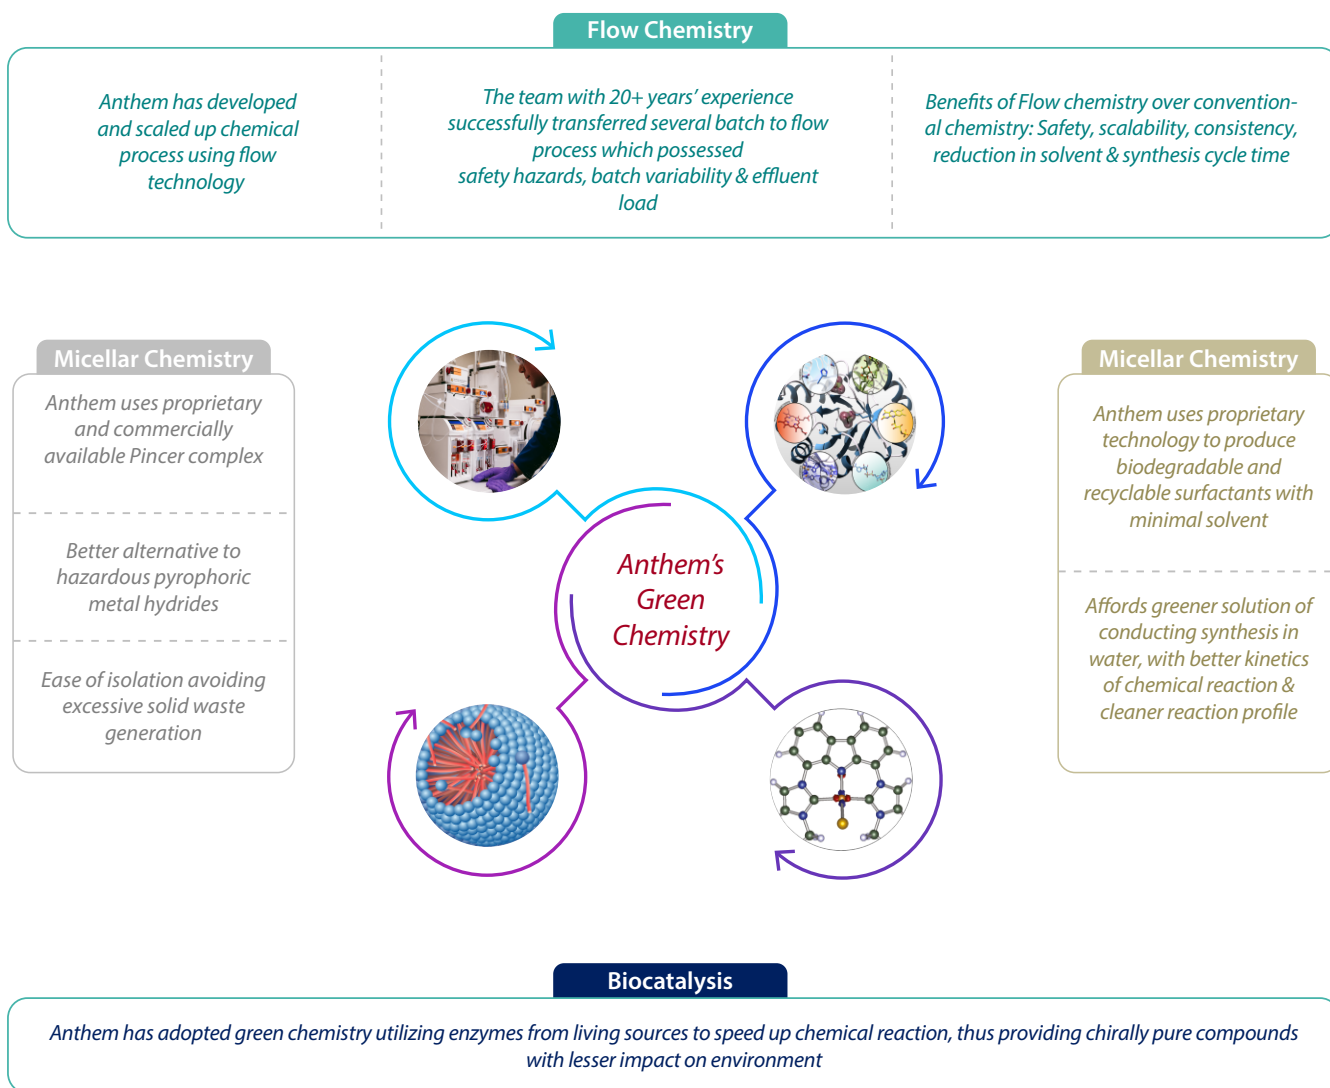 Flow Chemistry
Anthem has developed
and scaled up chemical
process using flow
technology
The team with 20+ years’ experience
successfully transferred several batch to flow
process which possessed
safety hazards, batch variability & effluent
load
Benefits of Flow chemistry over convention-
al chemistry: Safety, scalability, consistency,
reduction in solvent & synthesis cycle time
Micellar Chemistry
Anthem uses proprietary
and commercially
available Pincer complex
Better alternative to
hazardous pyrophoric
metal hydrides
Ease of isolation avoiding
excessive solid waste
generation
Anthem’s
Green
Chemistry
Micellar Chemistry
Anthem uses proprietary
technology to produce
biodegradable and
recyclable surfactants with
minimal solvent
Affords greener solution of
conducting synthesis in
water, with better kinetics
of chemical reaction &
cleaner reaction profile
Biocatalysis
Anthem has adopted green chemistry utilizing enzymes from living sources to speed up chemical reaction, thus providing chirally pure compounds
with lesser impact on environment